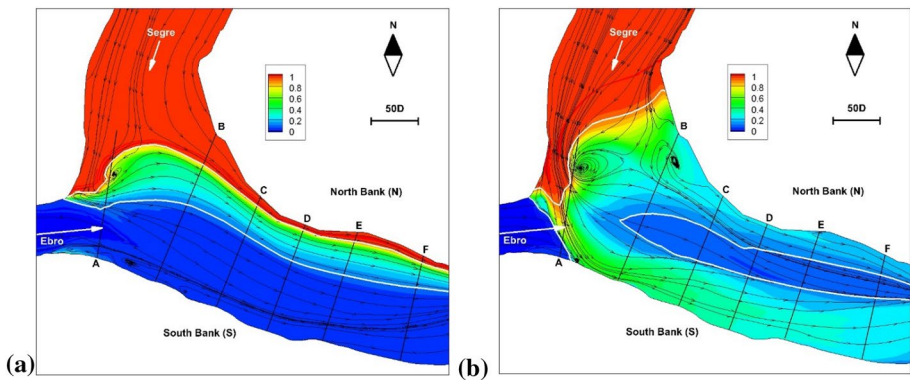 Segre
N
1
0.8
0.6
0.4
0.2
0
50D
B
North Bank (N)
C
D
E
F
Ebro
A
South Bank (S)
(a)
Segre
N
1
0.8
0.6
0.4
0.2
0
50D
B
North Bank (N)
C
D
E
F
Ebro
A
South Bank (S)
(b)